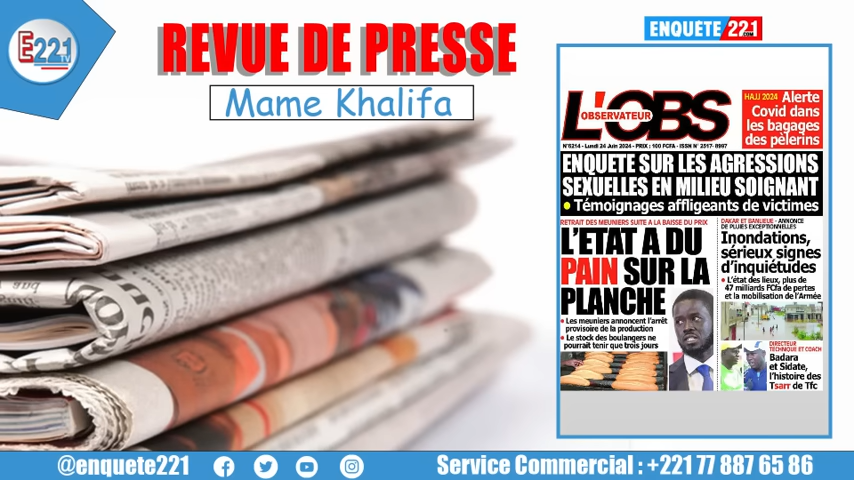 E221
TV
REVUE DE PRESSE
Mame Khalifa
ENQUÊTE 221
.COM
L'OBS
OBSERVATEUR
N°6214 - Lundi 24 Juin 2024 - PRIX : 100 FCFA - ISSN N° 2517- 8997
HAJJ 2024 Alerte
Covid dans
les bagages
des pèlerins
ENQUETE SUR LES AGRESSIONS
SEXUELLES EN MILIEU SOIGNANT
• Témoignages affligeants de victimes
RETRAIT DES MEUNIERS SUITE A LA BAISSE DU PRIX
L'ETAT A DU
PAIN SUR LA
PLANCHE
• Les meuniers annoncent l'arrêt
provisoire de la production
• Le stock des boulangers ne
pourrait tenir que trois jours
DAKAR ET BANLIEUE - ANNONCE
DE PLUIES EXCEPTIONNELLES
Inondations,
sérieux signes
d'inquiétudes
• L'état des lieux, plus de
47 milliards FCfa de pertes
et la mobilisation de l'Armée
DIRECTEUR
TECHNIQUE ET COACH
Badara
et Sidate,
l'histoire des
Tsarr de Tfc
@enquete221
Service Commercial : +221 77 887 65 86